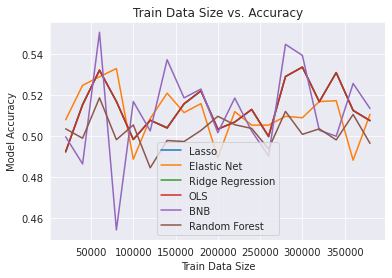 Train Data Size vs. Accuracy
Model Accuracy
0.54
0.52
0.50
0.48
0.46
Lasso
Elastic Net
Ridge Regression
OLS
BNB
Random Forest
50000 100000 150000 200000 250000 300000 350000
Train Data Size